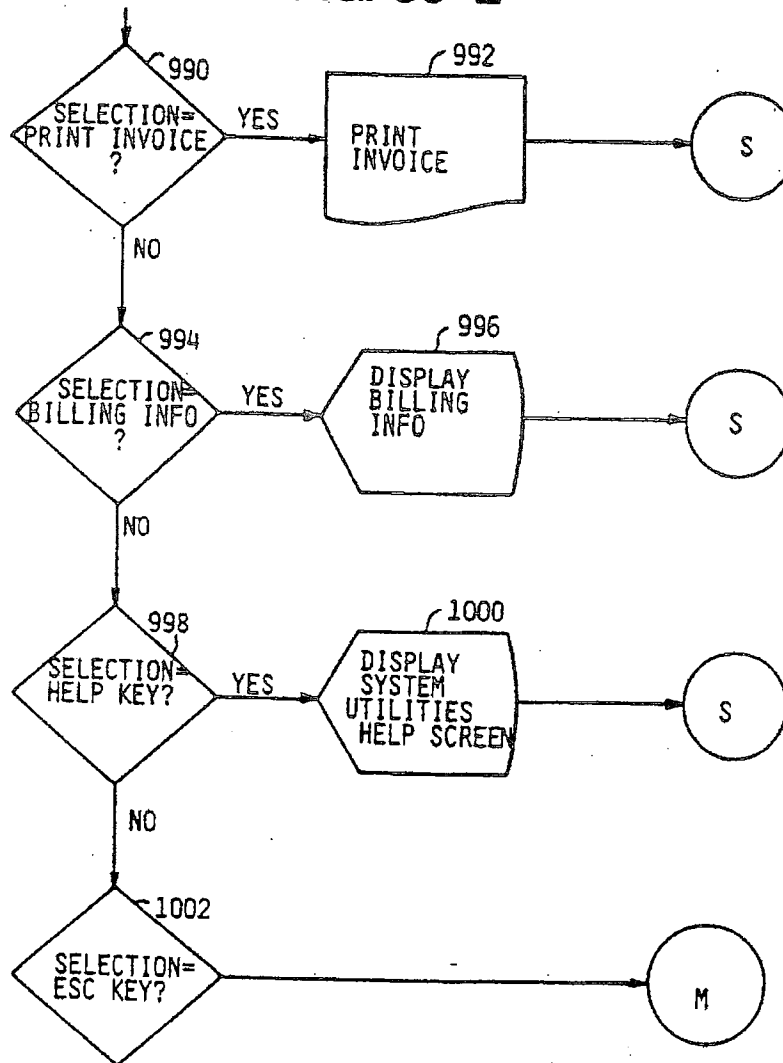 990
SELECTION=
PRINT INVOICE
?
YES
992
PRINT
INVOICE
S
NO
994
SELECTION=
BILLING INFO
?
YES
996
DISPLAY
BILLING
INFO
S
NO
998
SELECTION=
HELP KEY?
YES
1000
DISPLAY
SYSTEM
UTILITIES
HELP SCREEN
S
NO
1002
SELECTION=
ESC KEY?
M